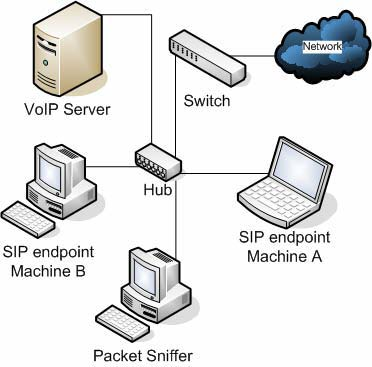 Network
VoIP Server
Switch
Hub
SIP endpoint
Machine B
SIP endpoint
Machine A
Packet Sniffer